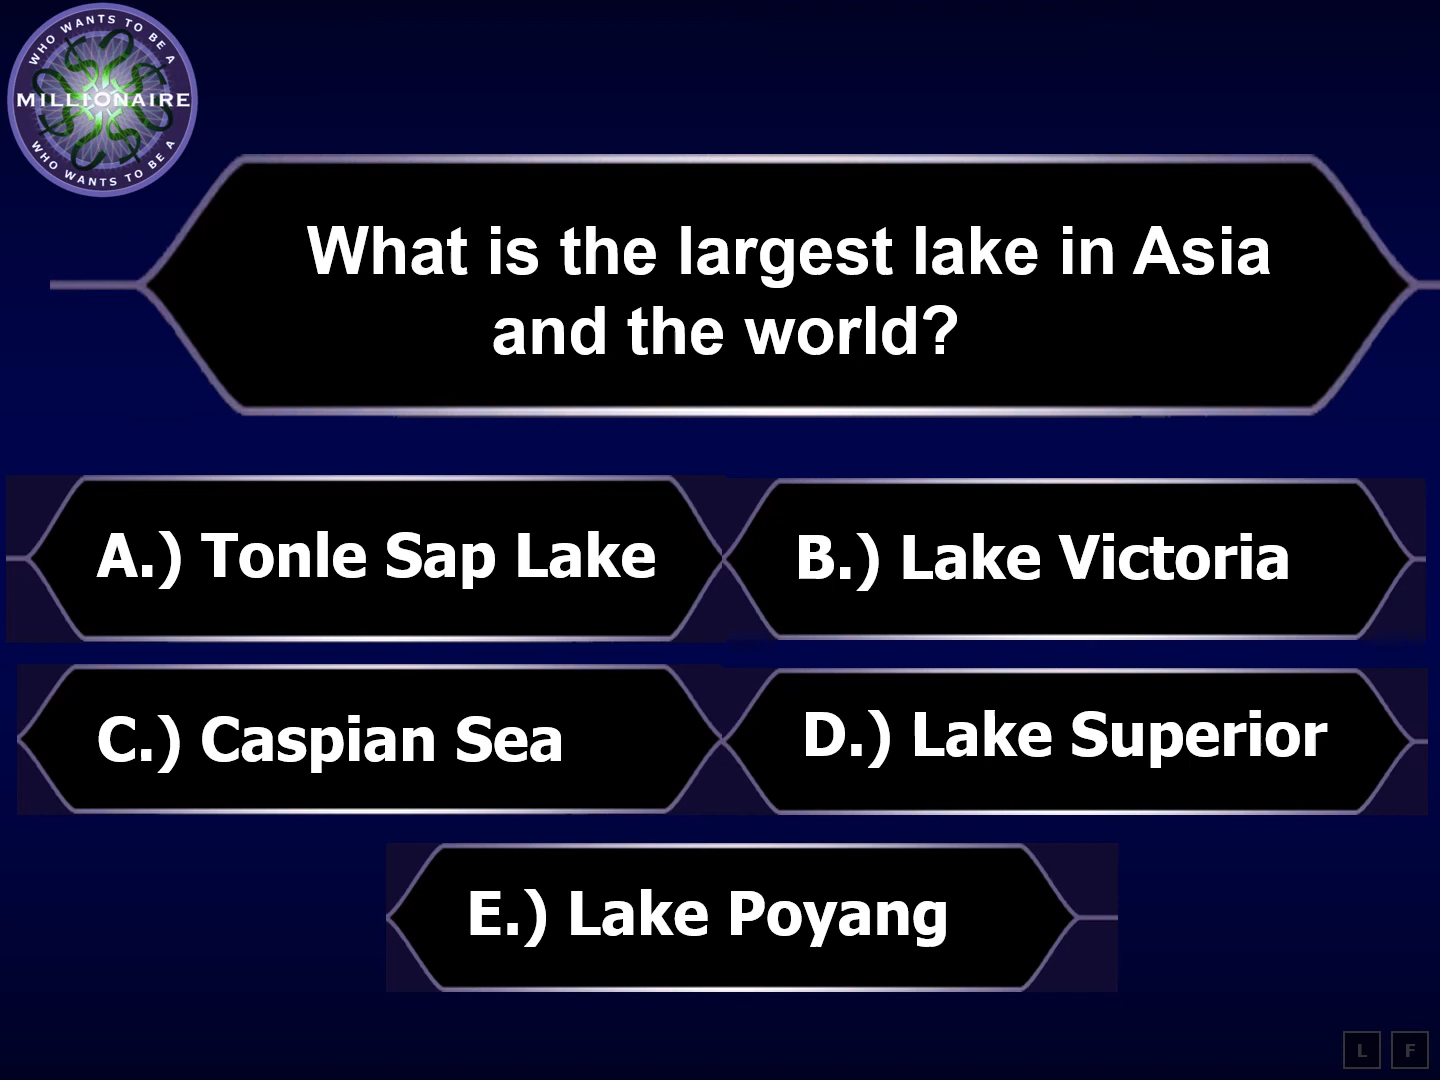 WHO WANTS TO BE A
MILLIONAIRE
WHO WANTS TO BE A
What is the largest lake in Asia
and the world?
A.) Tonle Sap Lake
B.) Lake Victoria
C.) Caspian Sea
D.) Lake Superior
E.) Lake Poyang
L F